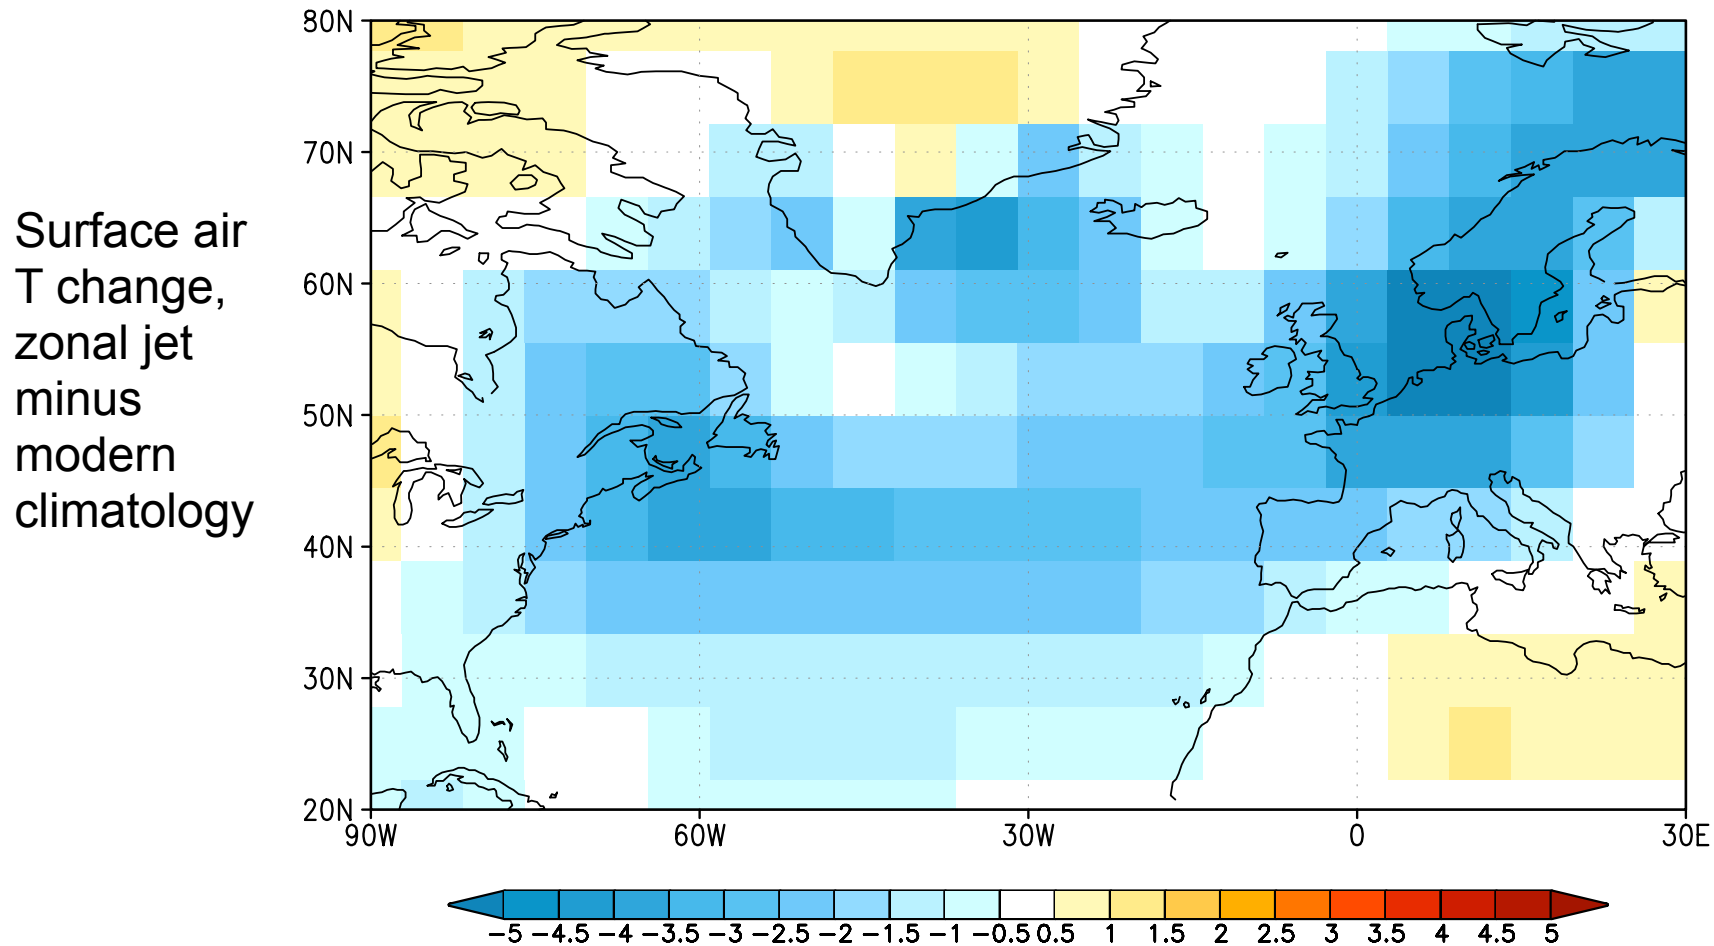 Surface air
T change,
zonal jet
minus
modern
climatology
80N
70N
60N
50N
40N
30N
20N
90W 60W 30W 0 30E
-5 -4.5 -4 -3.5 -3 -2.5 -2 -1.5 -1 -0.5 0.5 1 1.5 2 2.5 3 3.5 4 4.5 5